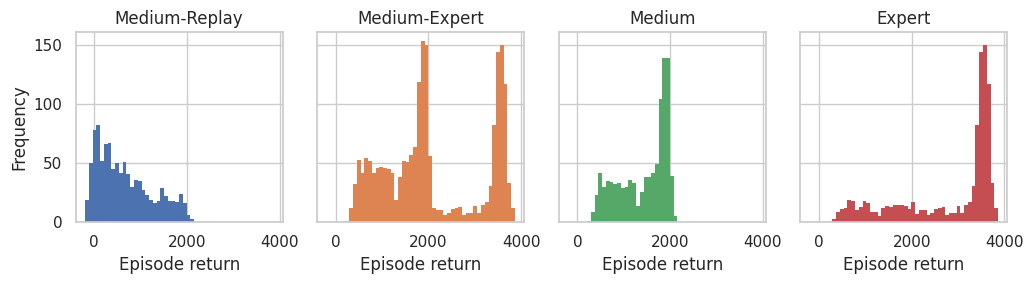 Medium-Replay
Medium-Expert
Medium
Expert
Frequency
150
100
50
0
0 2000 4000
0 2000 4000
0 2000 4000
0 2000 4000
Episode return
Episode return
Episode return
Episode return